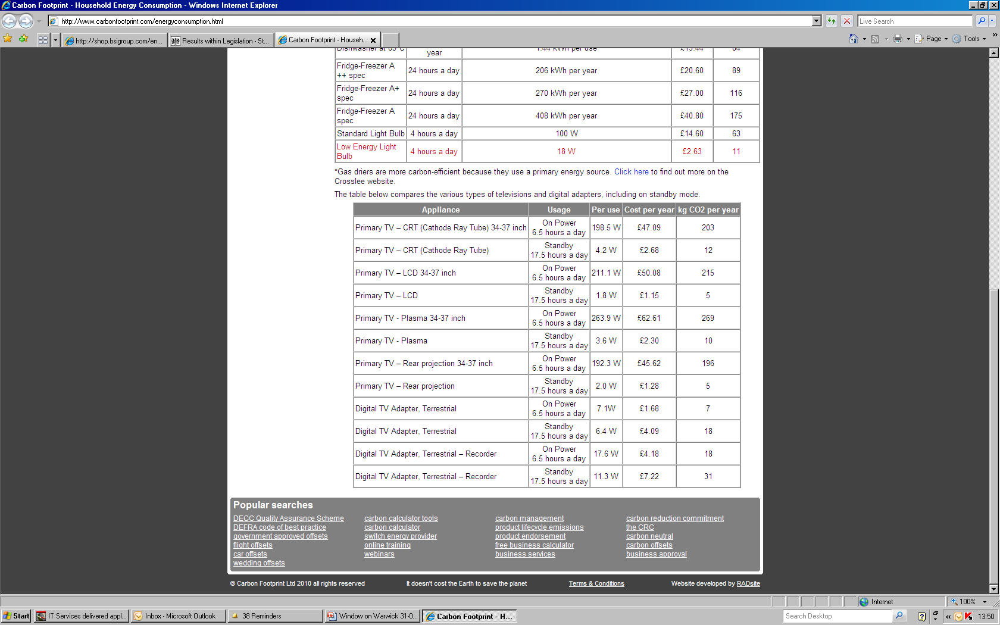 Carbon Footprint - Household Energy Consumption - Windows Internet Explorer
http://www.carbonfootprint.com/energyconsumption.html
Live Search
http://shop.bsigroup.com/en...
Results within Legislation - St...
Carbon Footprint - Househ...
Page
Tools
year
Fridge-Freezer A
++ spec
24 hours a day
206 kWh per year
£20.60
89
Fridge-Freezer A+
spec
24 hours a day
270 kWh per year
£27.00
116
Fridge-Freezer A
spec
24 hours a day
408 kWh per year
£40.80
175
Standard Light Bulb
4 hours a day
100 W
£14.60
63
Low Energy Light
Bulb
4 hours a day
18 W
£2.63
11
*Gas driers are more carbon-efficient because they use a primary energy source. Click here to find out more on the
Crosslee website.
The table below compares the various types of televisions and digital adapters, including on standby mode.
Appliance
Usage
Per use
Cost per year
kg CO2 per year
Primary TV – CRT (Cathode Ray Tube) 34-37 inch
On Power
6.5 hours a day
198.5 W
£47.09
203
Primary TV – CRT (Cathode Ray Tube)
Standby
17.5 hours a day
4.2 W
£2.68
12
Primary TV – LCD 34-37 inch
On Power
6.5 hours a day
211.1 W
£50.08
215
Primary TV – LCD
Standby
17.5 hours a day
1.8 W
£1.15
5
Primary TV - Plasma 34-37 inch
On Power
6.5 hours a day
263.9 W
£62.61
269
Primary TV - Plasma
Standby
17.5 hours a day
3.6 W
£2.30
10
Primary TV – Rear projection 34-37 inch
On Power
6.5 hours a day
192.3 W
£45.62
196
Primary TV – Rear projection
Standby
17.5 hours a day
2.0 W
£1.28
5
Digital TV Adapter, Terrestrial
On Power
6.5 hours a day
7.1W
£1.68
7
Digital TV Adapter, Terrestrial
Standby
17.5 hours a day
6.4 W
£4.09
18
Digital TV Adapter, Terrestrial – Recorder
On Power
6.5 hours a day
17.6 W
£4.18
18
Digital TV Adapter, Terrestrial – Recorder
Standby
17.5 hours a day
11.3 W
£7.22
31
Popular searches
DECC Quality Assurance Scheme
DEFRA code of best practice
government approved offsets
flight offsets
car offsets
wedding offsets
carbon calculator tools
carbon calculator
switch energy provider
online training
webinars
carbon management
product lifecycle emissions
product endorsement
free business calculator
business services
carbon reduction commitment
the CRC
carbon neutral
carbon offsets
business approval
© Carbon Footprint Ltd 2010 all rights reserved
It doesn't cost the Earth to save the planet
Terms & Conditions
Website developed by RADsite
Internet
100%
Start
IT Services delivered appl...
Inbox - Microsoft Outlook
38 Reminders
Window on Warwick 31-0...
Carbon Footprint - H...
Search Desktop
13:50